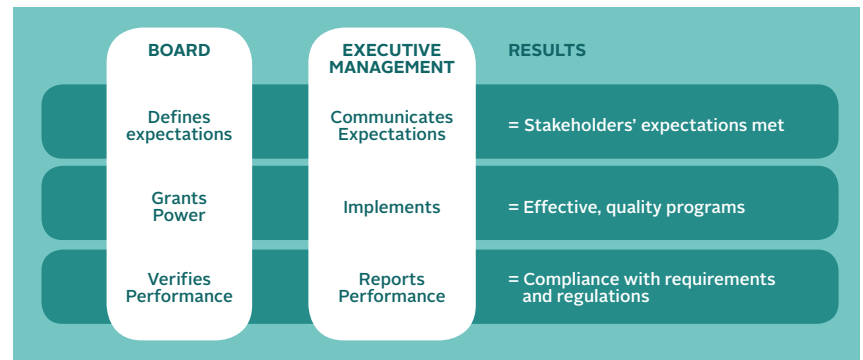 BOARD
EXECUTIVE
MANAGEMENT
RESULTS
Defines
expectations
Communicates
Expectations
= Stakeholders’ expectations met
Grants
Power
Implements
= Effective, quality programs
Verifies
Performance
Reports
Performance
= Compliance with requirements
and regulations